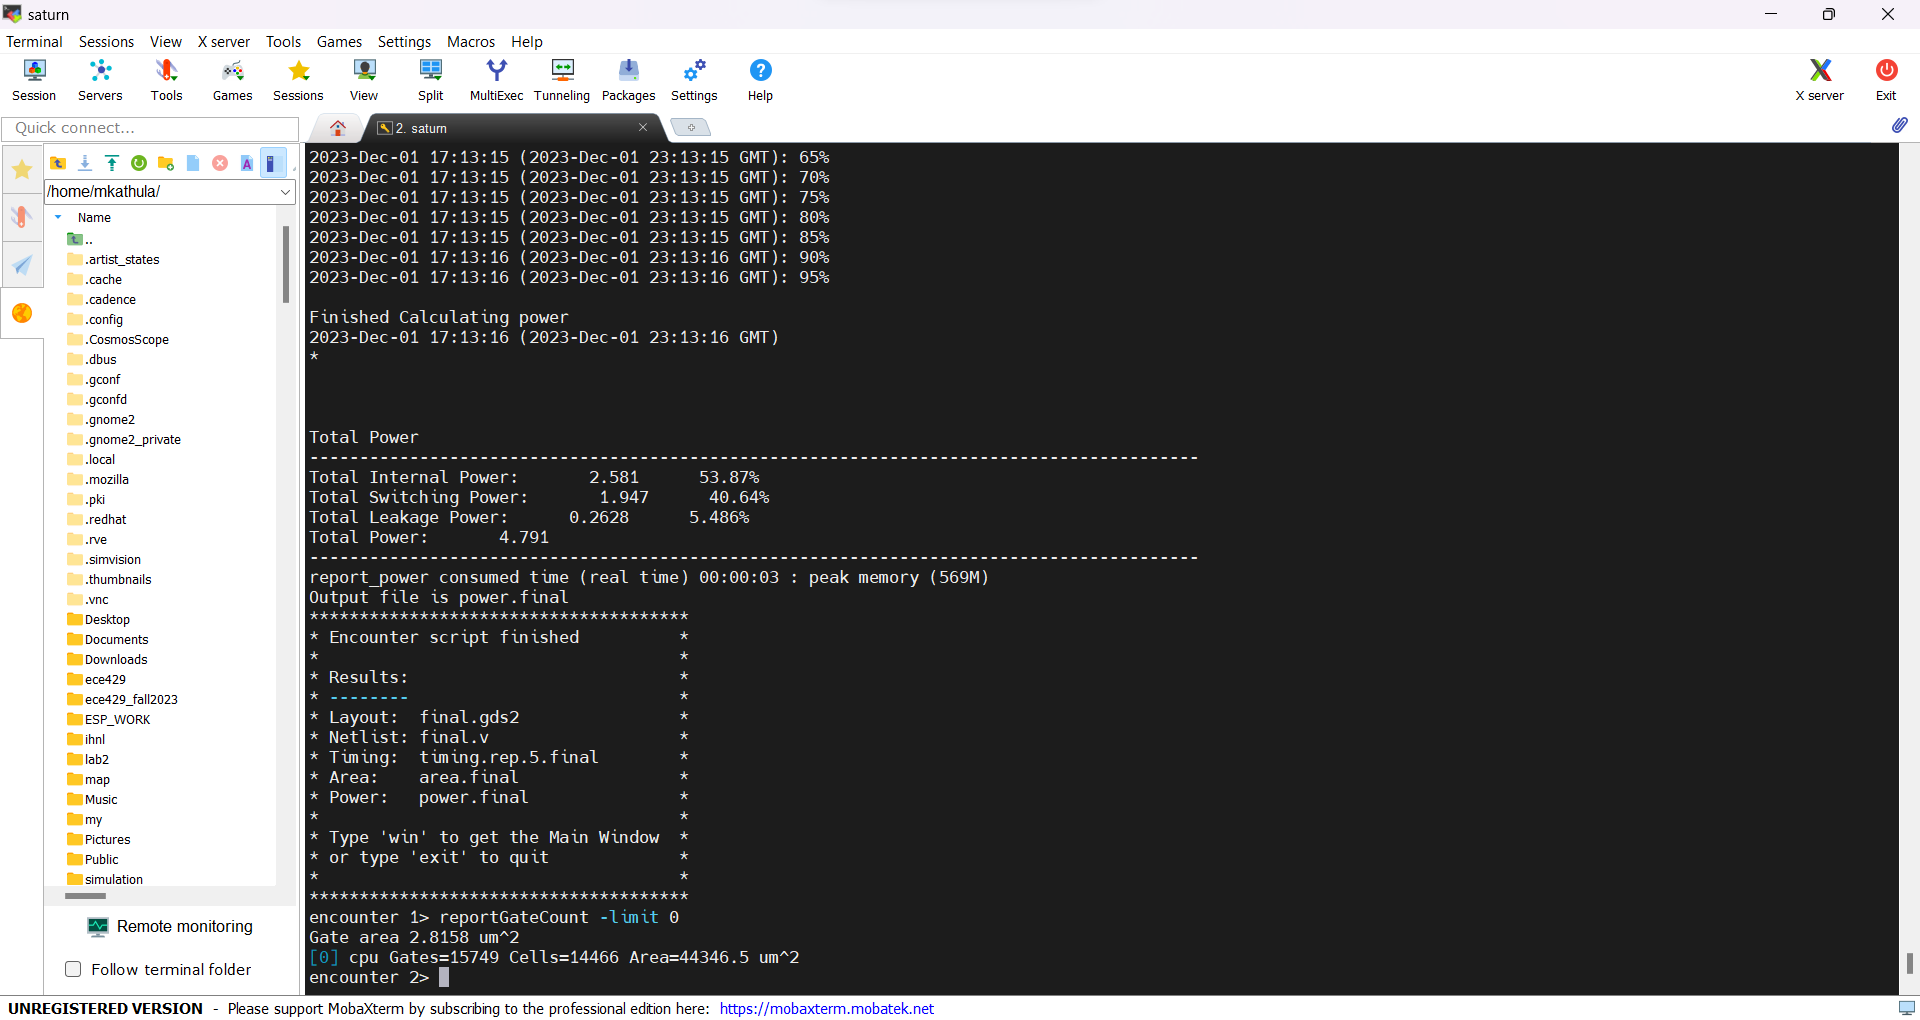 saturn
Terminal Sessions View X server Tools Games Settings Macros Help
Session Servers Tools Games Sessions View Split MultiExec Tunneling Packages Settings Help X server Exit
Quick connect...
2. saturn
/home/mkathula/
Name
..
.artist_states
.cache
.cadence
.config
.CosmosScope
.dbus
.gconf
.gconfd
.gnome2
.gnome2_private
.local
.mozilla
.pki
.redhat
.rve
.simvision
.thumbnails
.vnc
Desktop
Documents
Downloads
ece429
ece429_fall2023
ESP_WORK
ihnl
lab2
map
Music
my
Pictures
Public
simulation
Remote monitoring
Follow terminal folder
2023-Dec-01 17:13:15 (2023-Dec-01 23:13:15 GMT): 65%
2023-Dec-01 17:13:15 (2023-Dec-01 23:13:15 GMT): 70%
2023-Dec-01 17:13:15 (2023-Dec-01 23:13:15 GMT): 75%
2023-Dec-01 17:13:15 (2023-Dec-01 23:13:15 GMT): 80%
2023-Dec-01 17:13:15 (2023-Dec-01 23:13:15 GMT): 85%
2023-Dec-01 17:13:16 (2023-Dec-01 23:13:16 GMT): 90%
2023-Dec-01 17:13:16 (2023-Dec-01 23:13:16 GMT): 95%
Finished Calculating power
2023-Dec-01 17:13:16 (2023-Dec-01 23:13:16 GMT)
*
Total Power
-----------------------------------------------------------------------------------------
Total Internal Power:       2.581      53.87%
Total Switching Power:       1.947      40.64%
Total Leakage Power:      0.2628      5.486%
Total Power:       4.791
-----------------------------------------------------------------------------------------
report_power consumed time (real time) 00:00:03 : peak memory (569M)
Output file is power.final
**************************************
* Encounter script finished          *
*                                    *
* Results:                           *
* --------                           *
* Layout:  final.gds2                *
* Netlist: final.v                   *
* Timing:  timing.rep.5.final        *
* Area:    area.final                *
* Power:   power.final               *
*                                    *
* Type 'win' to get the Main Window  *
* or type 'exit' to quit             *
*                                    *
**************************************
encounter 1> reportGateCount -limit 0
Gate area 2.8158 um^2
[0] cpu Gates=15749 Cells=14466 Area=44346.5 um^2
encounter 2>
UNREGISTERED VERSION - Please support MobaXterm by subscribing to the professional edition here: https://mobaxterm.mobatek.net